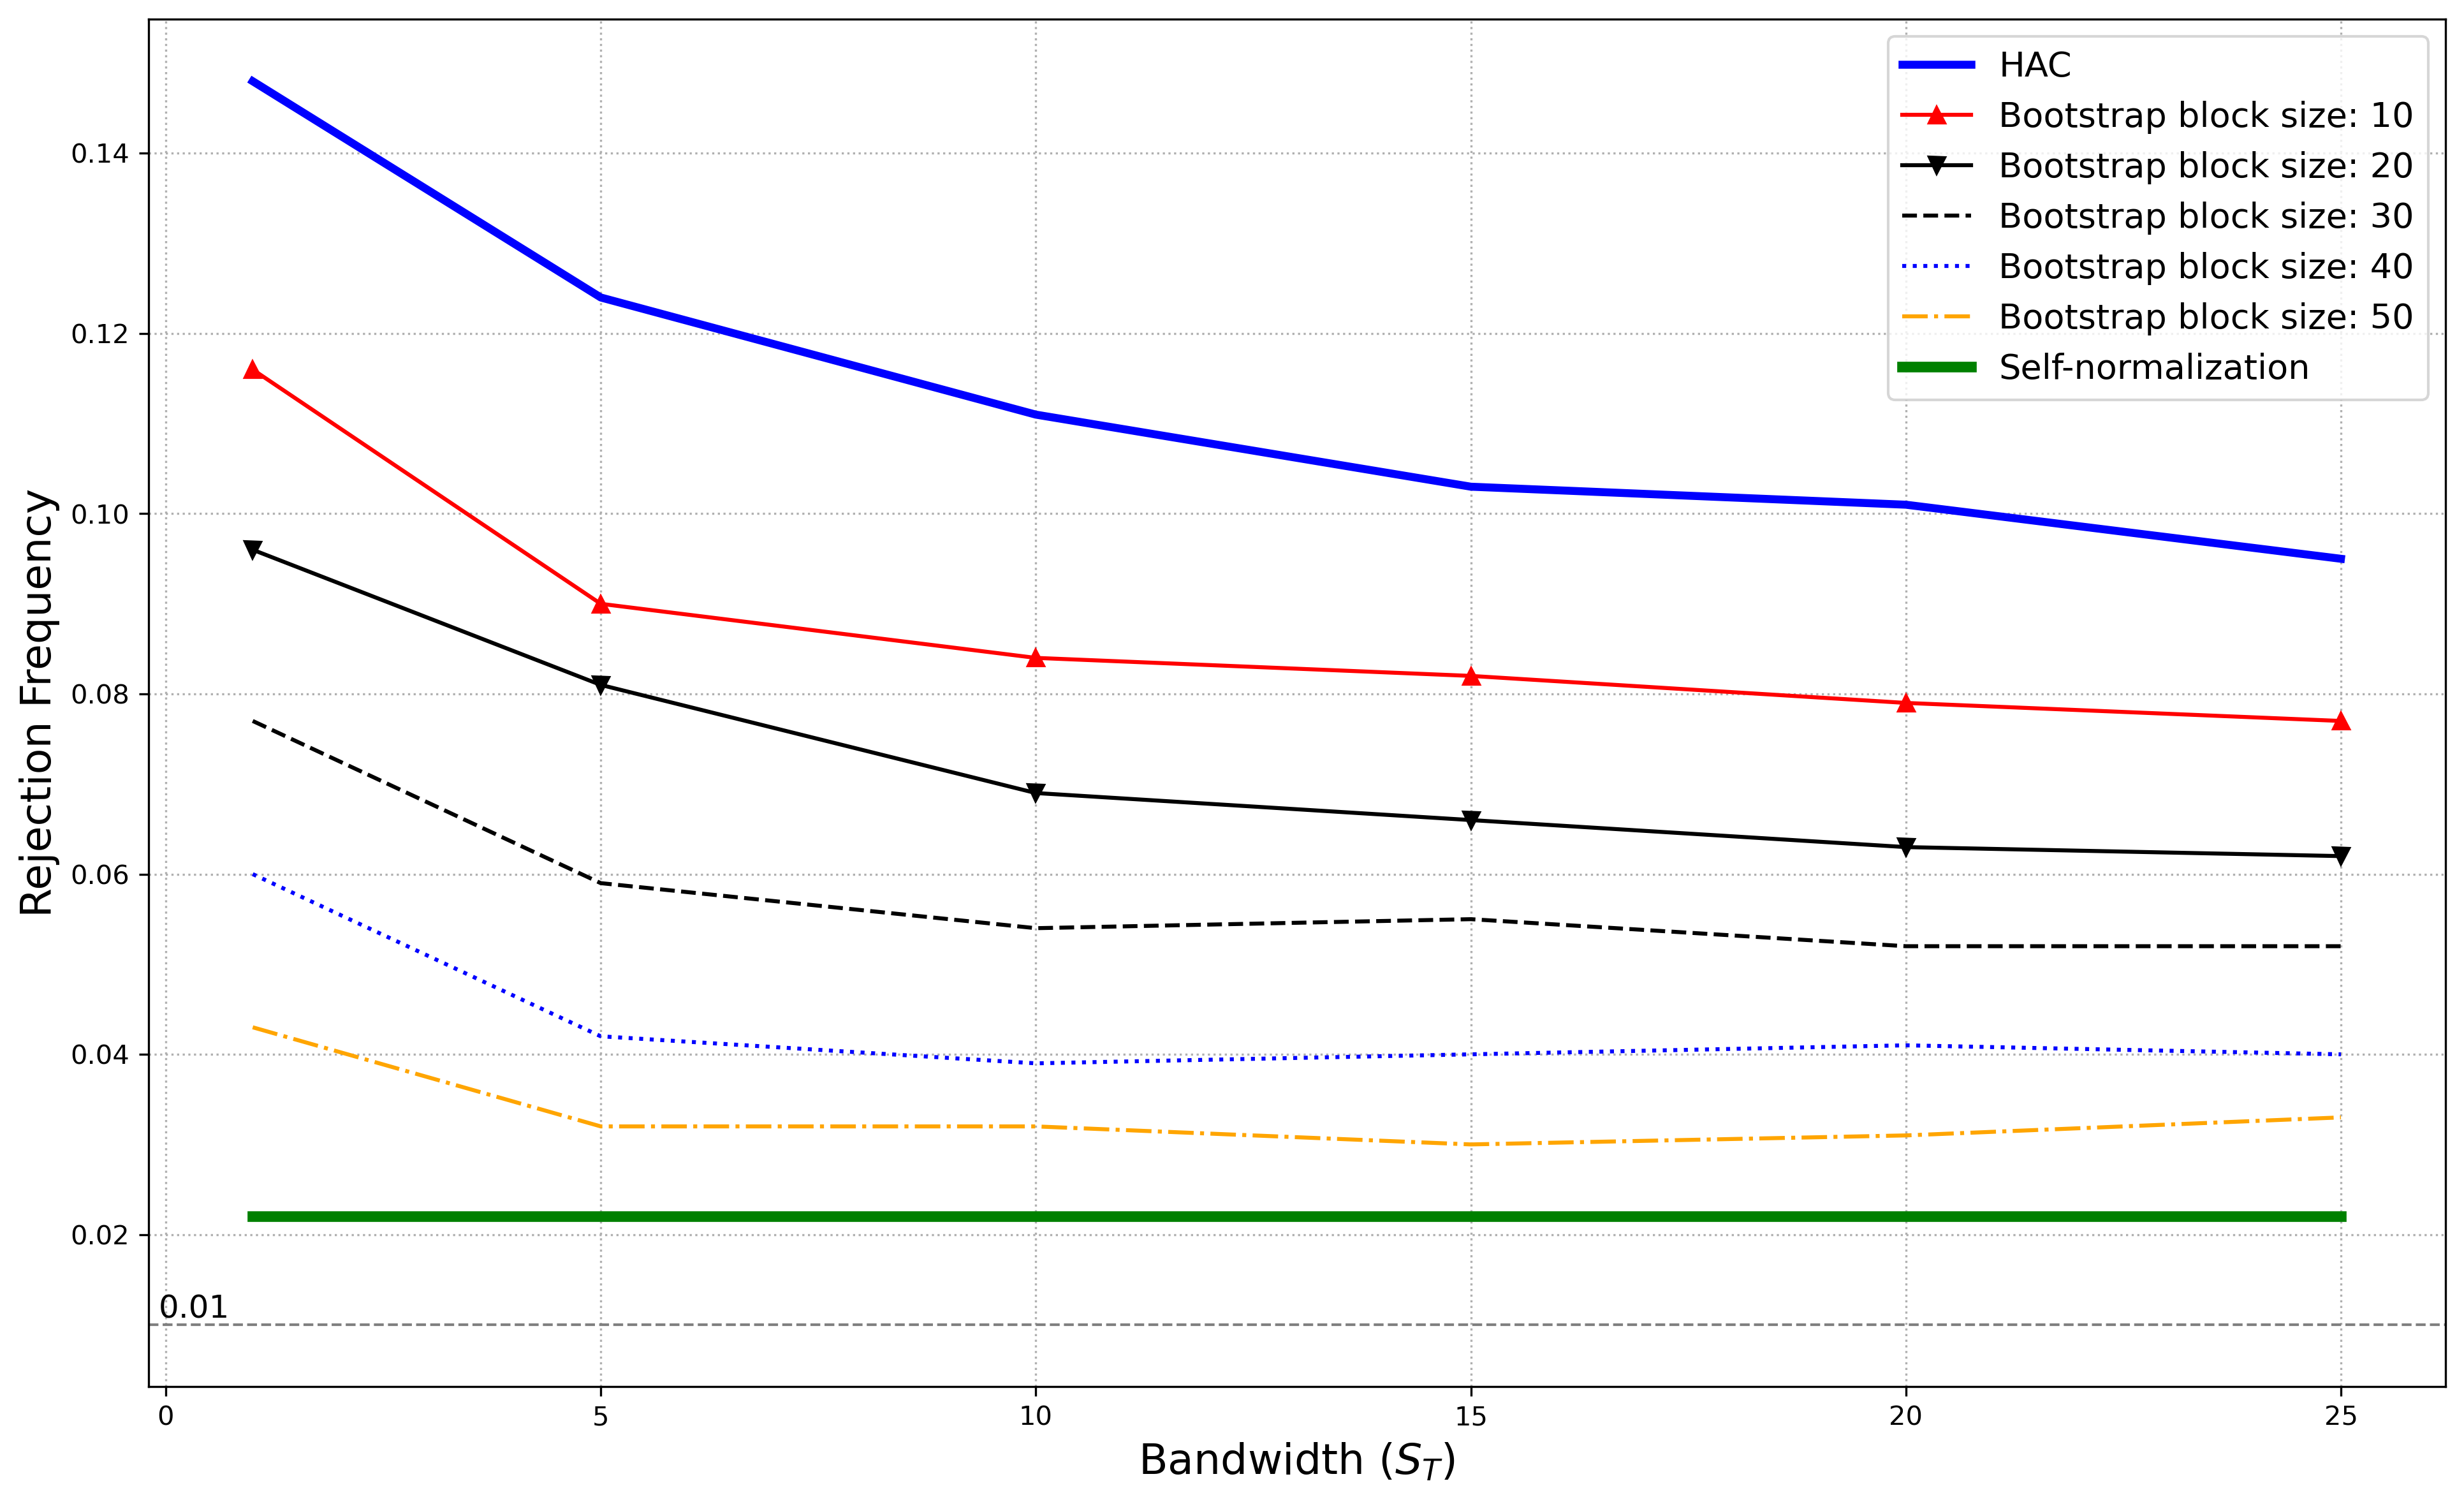 HAC
Bootstrap block size: 10
Bootstrap block size: 20
Bootstrap block size: 30
Bootstrap block size: 40
Bootstrap block size: 50
Self-normalization
Rejection Frequency
0.14
0.12
0.10
0.08
0.06
0.04
0.02
0.01
0 5 10 15 20 25
Bandwidth (S_T)